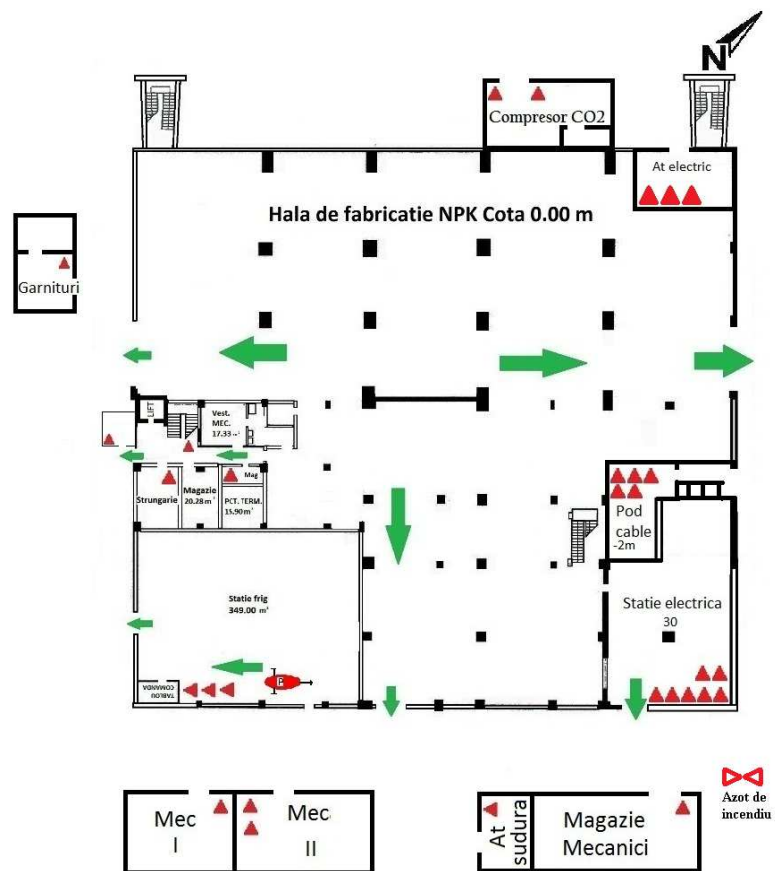 N
Compresor CO2
At electric
Hala de fabricatie NPK Cota 0.00 m
Garnituri
LIFT
Vest.
MEC.
17.33 m²
Strungarie
Magazie
20.28 m²
Mag
PCT. TERM.
15.90 m²
Pod
cable
-2m
Statie frig
349.00 m²
Statie electrica
30
TABLOU
COMANDA
P
Mec
I
Mec
II
At
sudura
Magazie
Mecanici
Azot de
incendiu